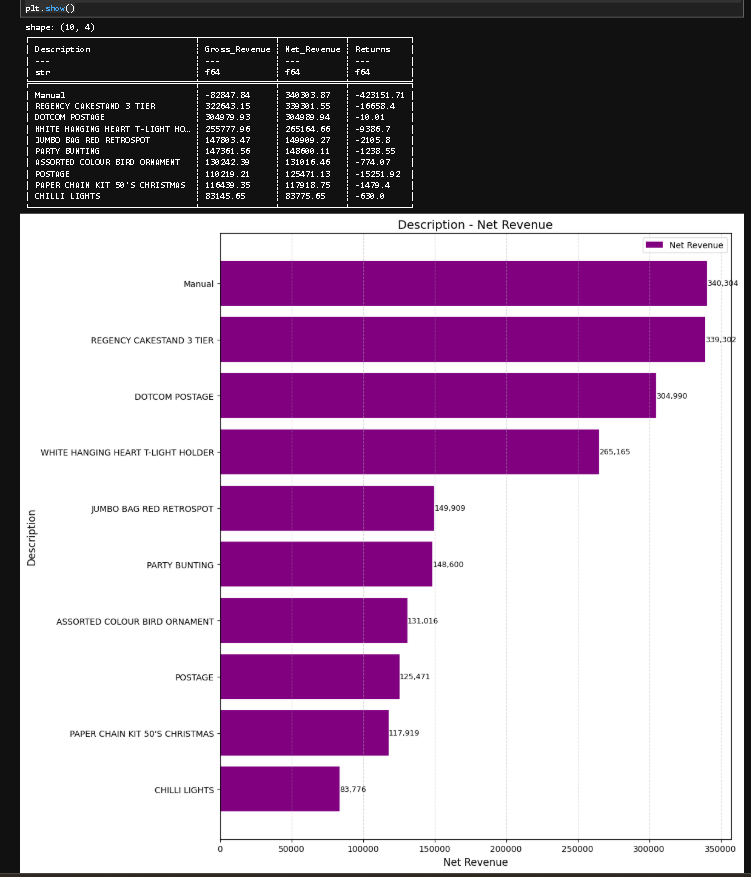 plt.show()
shape: (10, 4)
Description Gross_Revenue Net_Revenue Returns
--- --- --- ---
str f64 f64 f64
Manual -82847.84 340303.87 -423151.71
REGENCY CAKESTAND 3 TIER 322643.15 339301.55 -16658.4
DOTCOM POSTAGE 304979.93 304989.94 -10.01
WHITE HANGING HEART T-LIGHT HO… 255777.96 265164.66 -9386.7
JUMBO BAG RED RETROSPOT 147803.47 149909.27 -2105.8
PARTY BUNTING 147361.56 148600.11 -1238.55
ASSORTED COLOUR BIRD ORNAMENT 130242.39 131016.46 -774.07
POSTAGE 110219.21 125471.13 -15251.92
PAPER CHAIN KIT 50'S CHRISTMAS 116439.35 117918.75 -1479.4
CHILLI LIGHTS 83145.65 83775.65 -630.0
Description - Net Revenue
Net Revenue
Manual 340,304
REGENCY CAKESTAND 3 TIER 339,302
DOTCOM POSTAGE 304,990
WHITE HANGING HEART T-LIGHT HOLDER 265,165
JUMBO BAG RED RETROSPOT 149,909
PARTY BUNTING 148,600
ASSORTED COLOUR BIRD ORNAMENT 131,016
POSTAGE 125,471
PAPER CHAIN KIT 50'S CHRISTMAS 117,919
CHILLI LIGHTS 83,776
Description
0 50000 100000 150000 200000 250000 300000 350000
Net Revenue